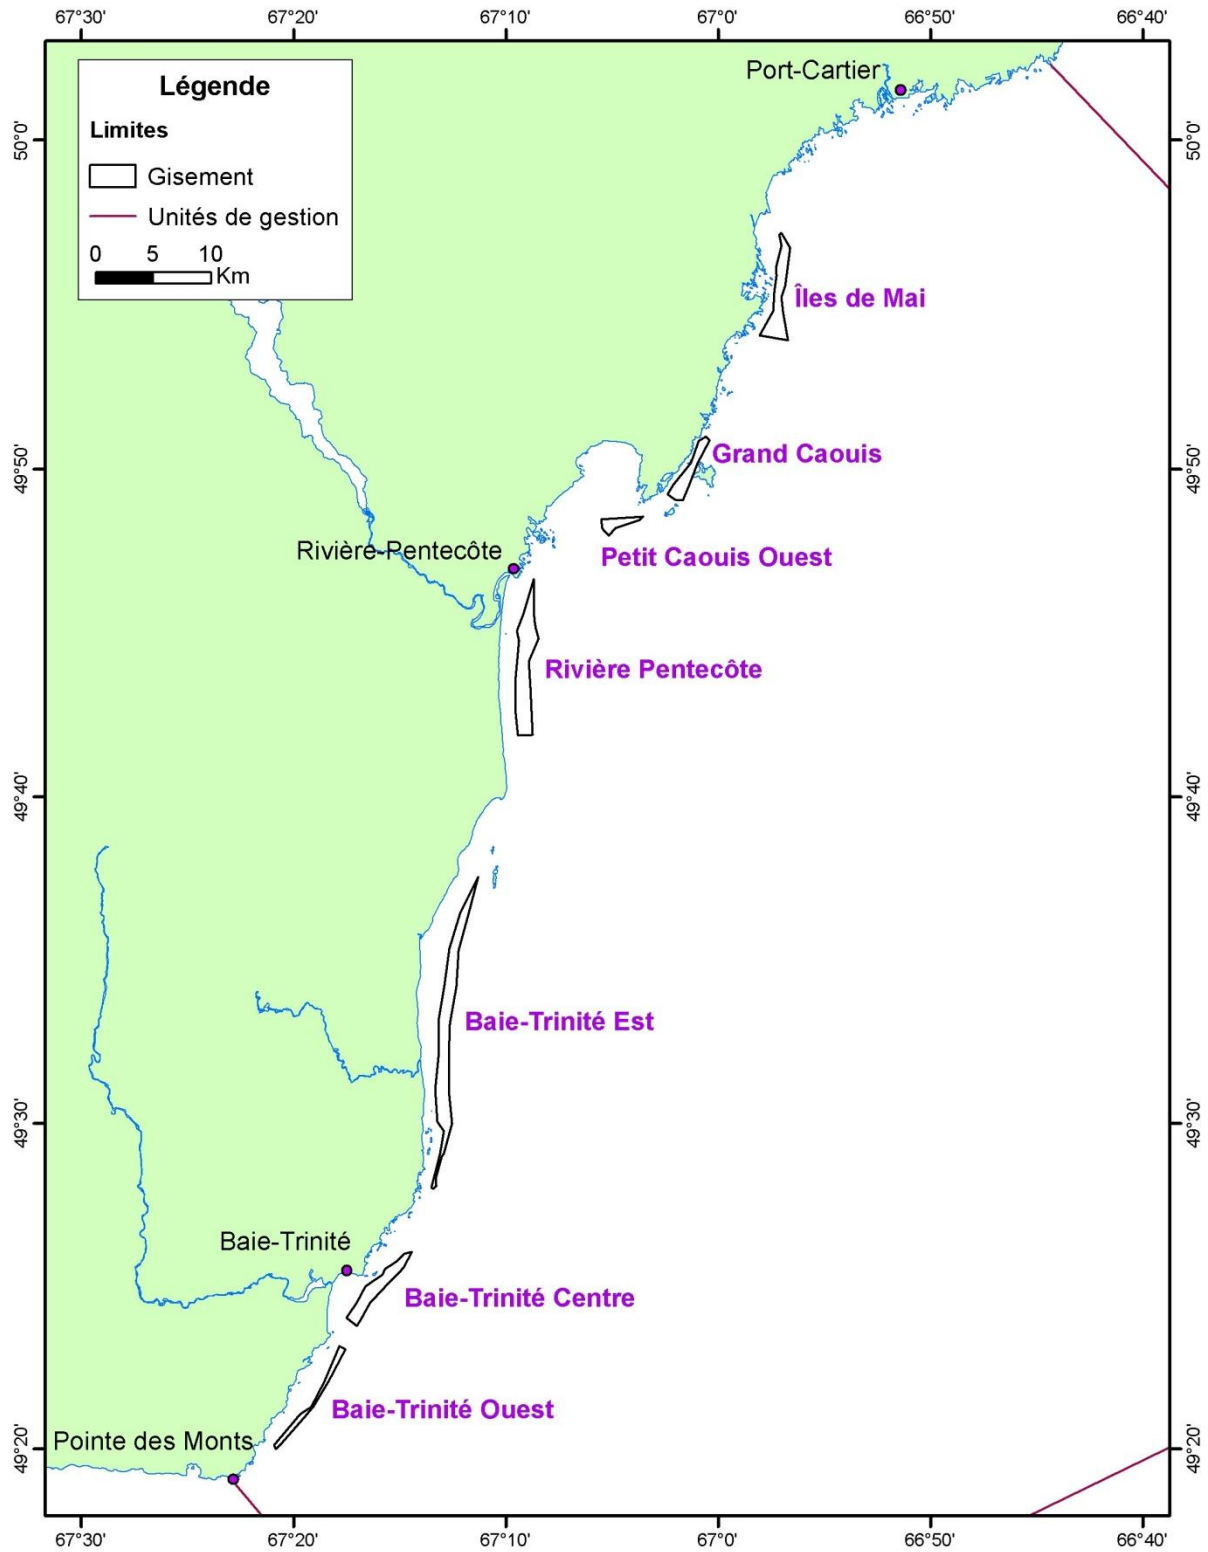 67°30' 67°20' 67°10' 67°0' 66°50' 66°40'
Légende
Limites
Gisement
Unités de gestion
0 5 10
Km
Port-Cartier
50°0' 50°0'
Îles de Mai
Grand Caouis
49°50' 49°50'
Rivière-Pentecôte
Petit Caouis Ouest
Rivière Pentecôte
49°40' 49°40'
Baie-Trinité Est
49°30' 49°30'
Baie-Trinité
Baie-Trinité Centre
Baie-Trinité Ouest
Pointe des Monts
49°20' 49°20'
67°30' 67°20' 67°10' 67°0' 66°50' 66°40'